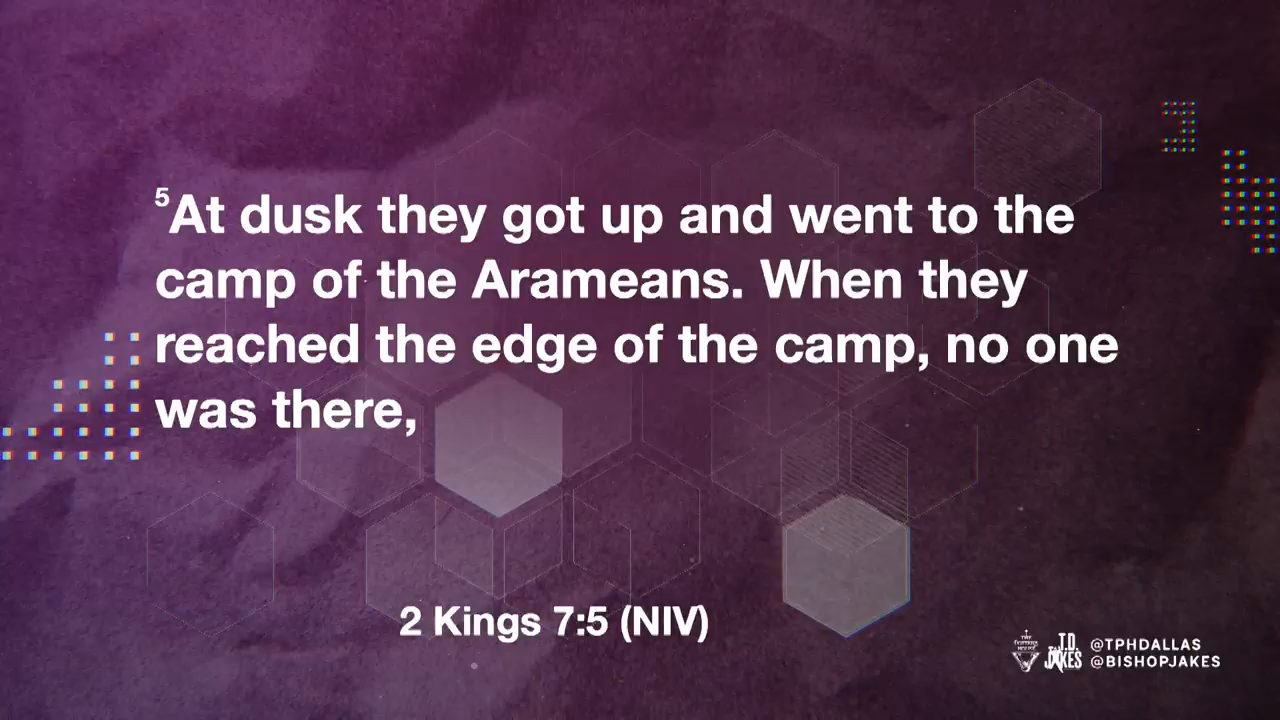 ⁵At dusk they got up and went to the
camp of the Arameans. When they
reached the edge of the camp, no one
was there,
2 Kings 7:5 (NIV)
T.D.
JAKES
@TPHDALLAS
@BISHOPJAKES